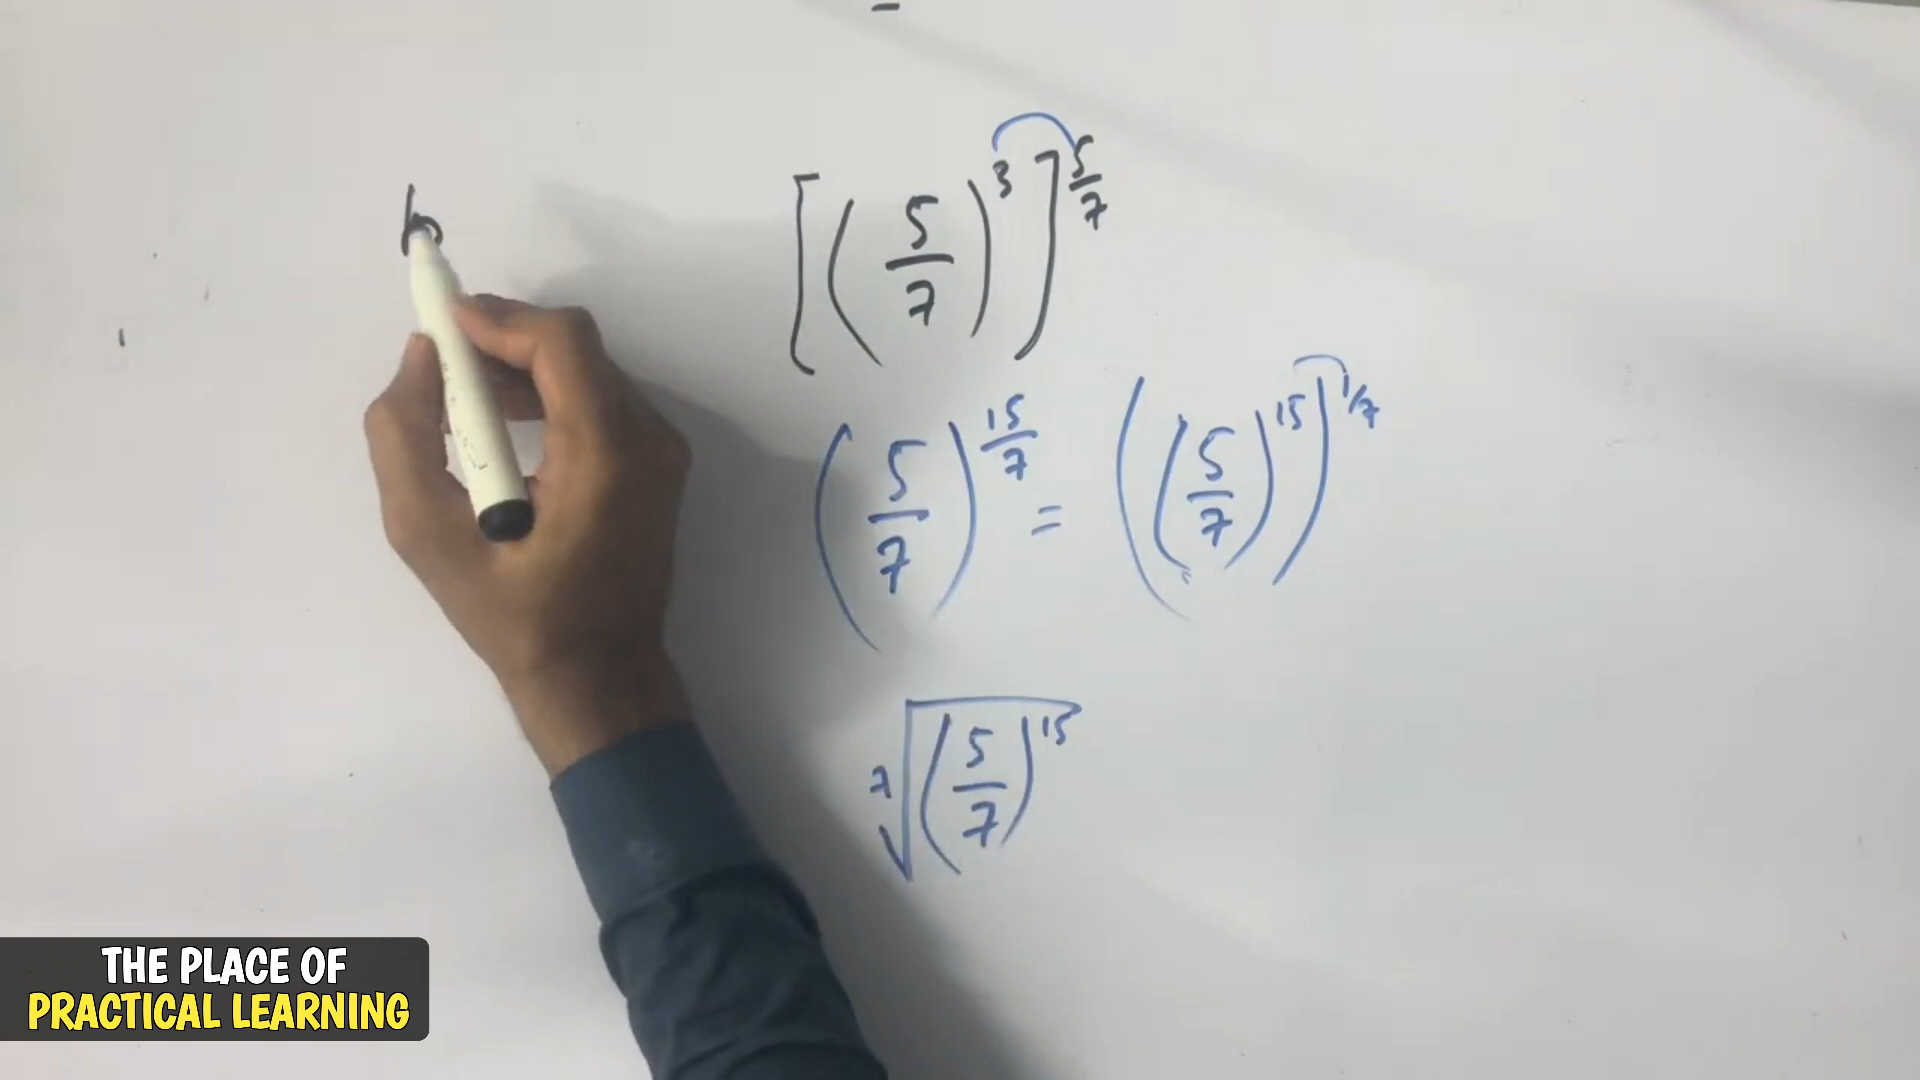 b
[(5/7)^3]^5/7
(5/7)^15/7 = ((5/7)^15)^1/7
7√(5/7)^15
THE PLACE OF
PRACTICAL LEARNING